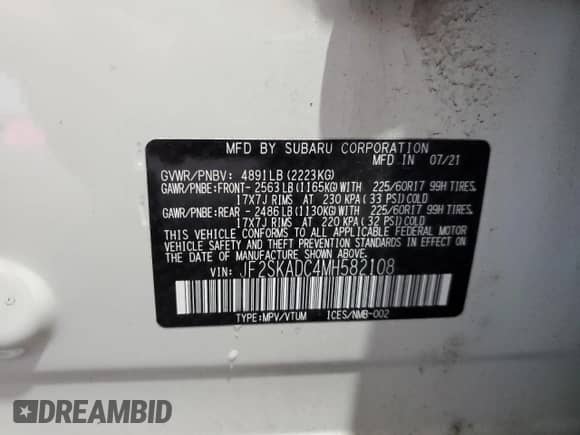 MFD BY SUBARU CORPORATION
MFD IN 07/21
GVWR/PNBV: 4891LB(2223KG)
GAWR/PNBE:FRONT- 2563LB(1165KG)WITH 225/60R17 99H TIRES.
17X7J RIMS AT 230 KPA(33 PSI)COLD
GAWR/PNBE:REAR - 2486LB(1130KG)WITH 225/60R17 99H TIRES.
17X7J RIMS AT 220 KPA(32 PSI)COLD
THIS VEHICLE CONFORMS TO ALL APPLICABLE FEDERAL MOTOR
VEHICLE SAFETY AND THEFT PREVENTION STANDARDS IN EFFECT ON
THE DATE OF MANUFACTURE SHOWN ABOVE.
VIN: JF2SKADC4MH582108
TYPE:MPV/VTUM ICES/NMB-002
DREAMBID